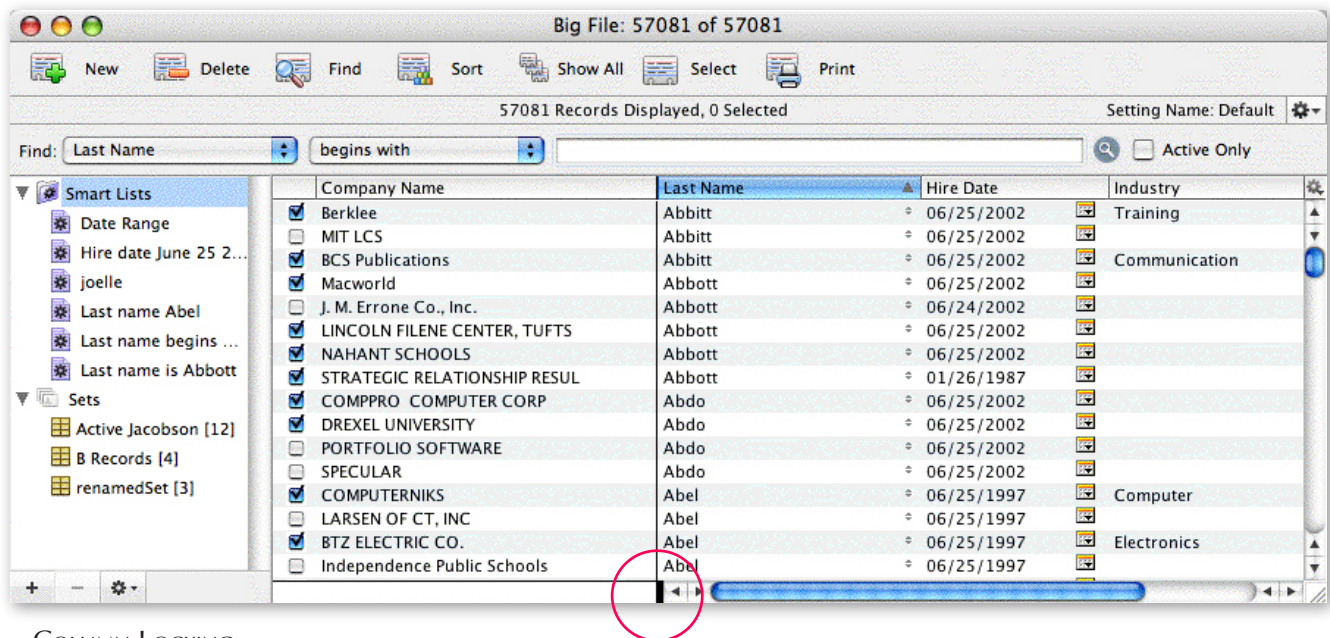 Big File: 57081 of 57081
New Delete Find Sort Show All Select Print
57081 Records Displayed, 0 Selected Setting Name: Default
Find: Last Name begins with Active Only
Smart Lists
Date Range
Hire date June 25 2...
joelle
Last name Abel
Last name begins ...
Last name is Abbott
Sets
Active Jacobson [12]
B Records [4]
renamedSet [3]
Company Name Last Name Hire Date Industry
Berklee Abbitt 06/25/2002 Training
MIT LCS Abbitt 06/25/2002
BCS Publications Abbitt 06/25/2002 Communication
Macworld Abbott 06/25/2002
J. M. Errone Co., Inc. Abbott 06/24/2002
LINCOLN FILENE CENTER, TUFTS Abbott 06/25/2002
NAHANT SCHOOLS Abbott 06/25/2002
STRATEGIC RELATIONSHIP RESUL Abbott 01/26/1987
COMPPRO COMPUTER CORP Abdo 06/25/2002
DREXEL UNIVERSITY Abdo 06/25/2002
PORTFOLIO SOFTWARE Abdo 06/25/2002
SPECULAR Abdo 06/25/2002
COMPUTERNIKS Abel 06/25/1997 Computer
LARSEN OF CT, INC Abel 06/25/1997
BTZ ELECTRIC CO. Abel 06/25/1997 Electronics
Independence Public Schools Abel 06/25/1997